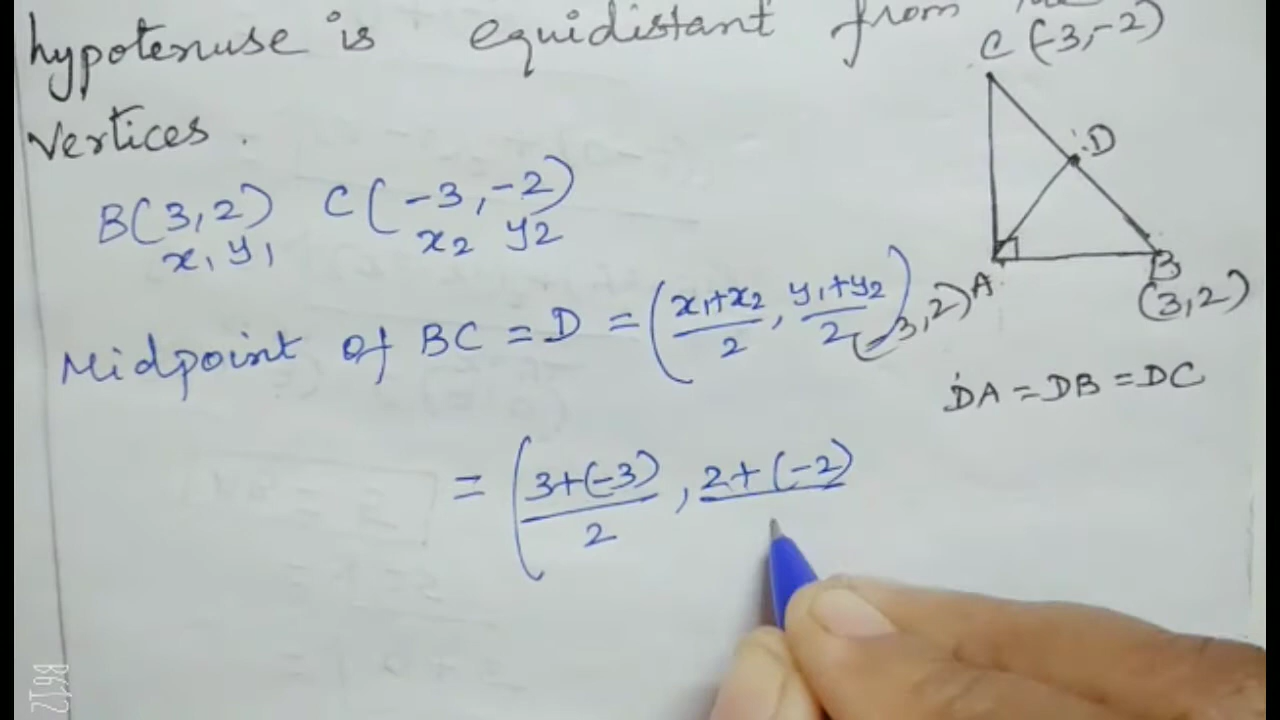 hypotenuse is equidistant from
vertices.
C (-3,-2)
D
A
B
(3,2)
3,2)
DA = DB = DC
B(3,2) C(-3,-2)
x1 y1 x2 y2
Midpoint of BC = D = (x1+x2/2, y1+y2/2)
= (3+(-3)/2, 2+(-2)